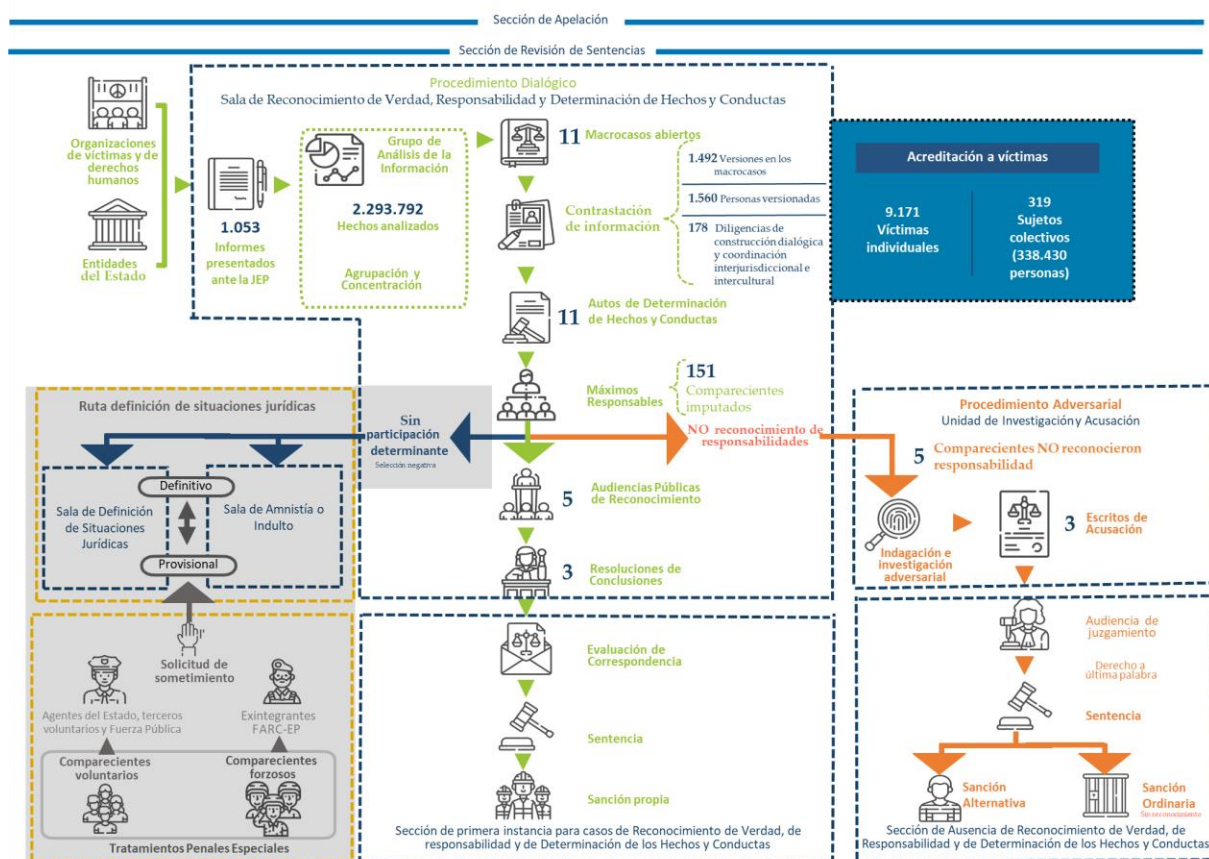 Sección de Apelación
Sección de Revisión de Sentencias
Procedimiento Dialógico
Sala de Reconocimiento de Verdad, Responsabilidad y Determinación de Hechos y Conductas
Organizaciones
de víctimas y de
derechos
humanos
Entidades
del Estado
1.053
Informes
presentados
ante la JEP
Grupo de
Análisis de la
Información
2.293.792
Hechos analizados
Agrupación y
Concentración
11 Macrocasos abiertos
Contrastación
de información
1.492 Versiones en los
macrocasos
1.560 Personas versionadas
178 Diligencias de
construcción dialógica
y coordinación
interjurisdiccional e
intercultural
Acreditación a víctimas
9.171
Víctimas
individuales
319
Sujetos
colectivos
(338.430
personas)
11
Autos de Determinación
de Hechos y Conductas
Máximos
Responsables
151
Comparecientes
imputados
Ruta definición de situaciones jurídicas
Sin
participación
determinante
Selección negativa
NO reconocimiento de
responsabilidades
Definitivo
Sala de Definición
de Situaciones
Jurídicas
Sala de Amnistía o
Indulto
Provisional
5
Audiencias Públicas
de Reconocimiento
3
Resoluciones de
Conclusiones
Procedimiento Adversarial
Unidad de Investigación y Acusación
5
Comparecientes NO reconocieron
responsabilidad
Indagación e
investigación
adversarial
3
Escritos de
Acusación
Solicitud de
sometimiento
Agentes del Estado, terceros
voluntarios y Fuerza Pública
Exintegrantes
FARC-EP
Comparecientes
voluntarios
Comparecientes
forzosos
Tratamientos Penales Especiales
Evaluación de
Correspondencia
Sentencia
Sanción propia
Sección de primera instancia para casos de Reconocimiento de Verdad, de
responsabilidad y de Determinación de los Hechos y Conductas
Audiencia de
juzgamiento
Derecho a
última palabra
Sentencia
Sanción
Alternativa
Sanción
Ordinaria
Sin reconocimiento
Sección de Ausencia de Reconocimiento de Verdad, de
Responsabilidad y de Determinación de los Hechos y Conductas